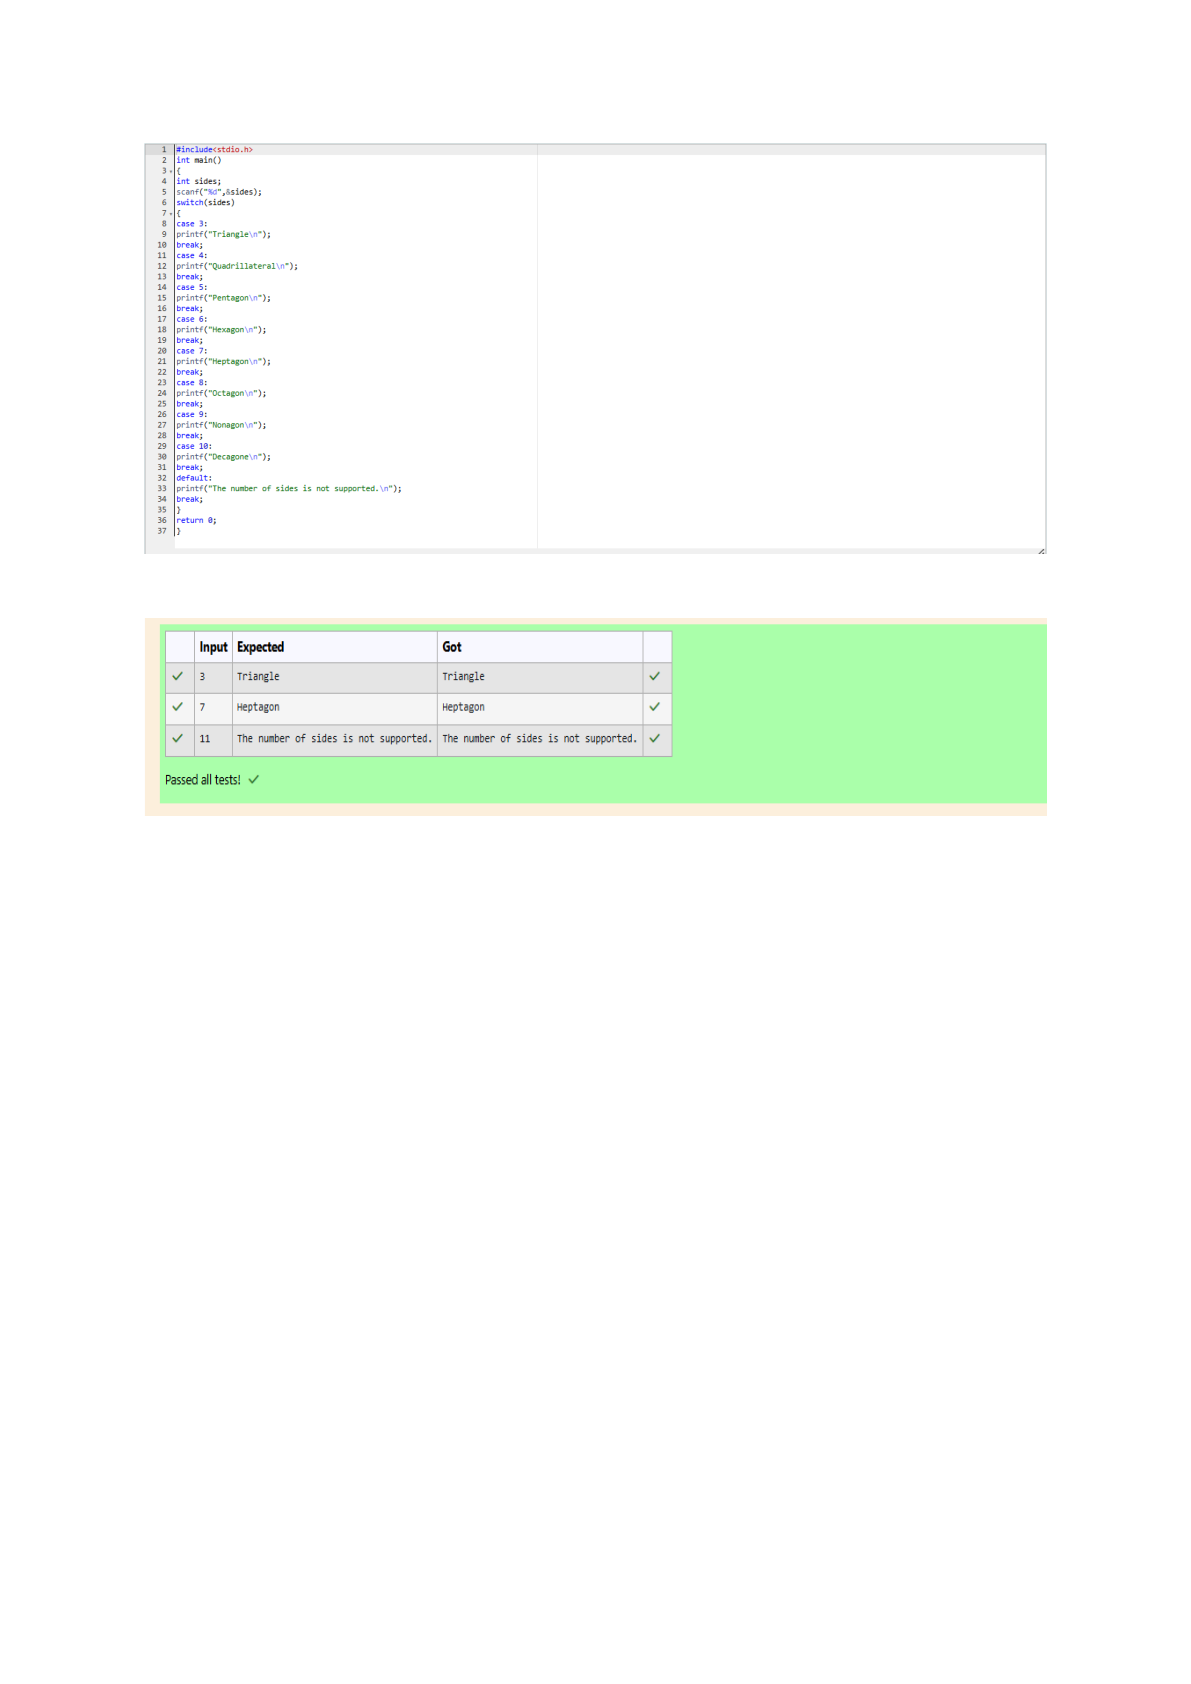 1 #include<stdio.h>
2 int main()
3 {
4 int sides;
5 scanf("%d",&sides);
6 switch(sides)
7 {
8 case 3:
9 printf("Triangle\n");
10 break;
11 case 4:
12 printf("Quadrillateral\n");
13 break;
14 case 5:
15 printf("Pentagon\n");
16 break;
17 case 6:
18 printf("Hexagon\n");
19 break;
20 case 7:
21 printf("Heptagon\n");
22 break;
23 case 8:
24 printf("Octagon\n");
25 break;
26 case 9:
27 printf("Nonagon\n");
28 break;
29 case 10:
30 printf("Decagone\n");
31 break;
32 default:
33 printf("The number of sides is not supported.\n");
34 break;
35 }
36 return 0;
37 }
Input Expected Got
3 Triangle Triangle
7 Heptagon Heptagon
11 The number of sides is not supported. The number of sides is not supported.
Passed all tests!